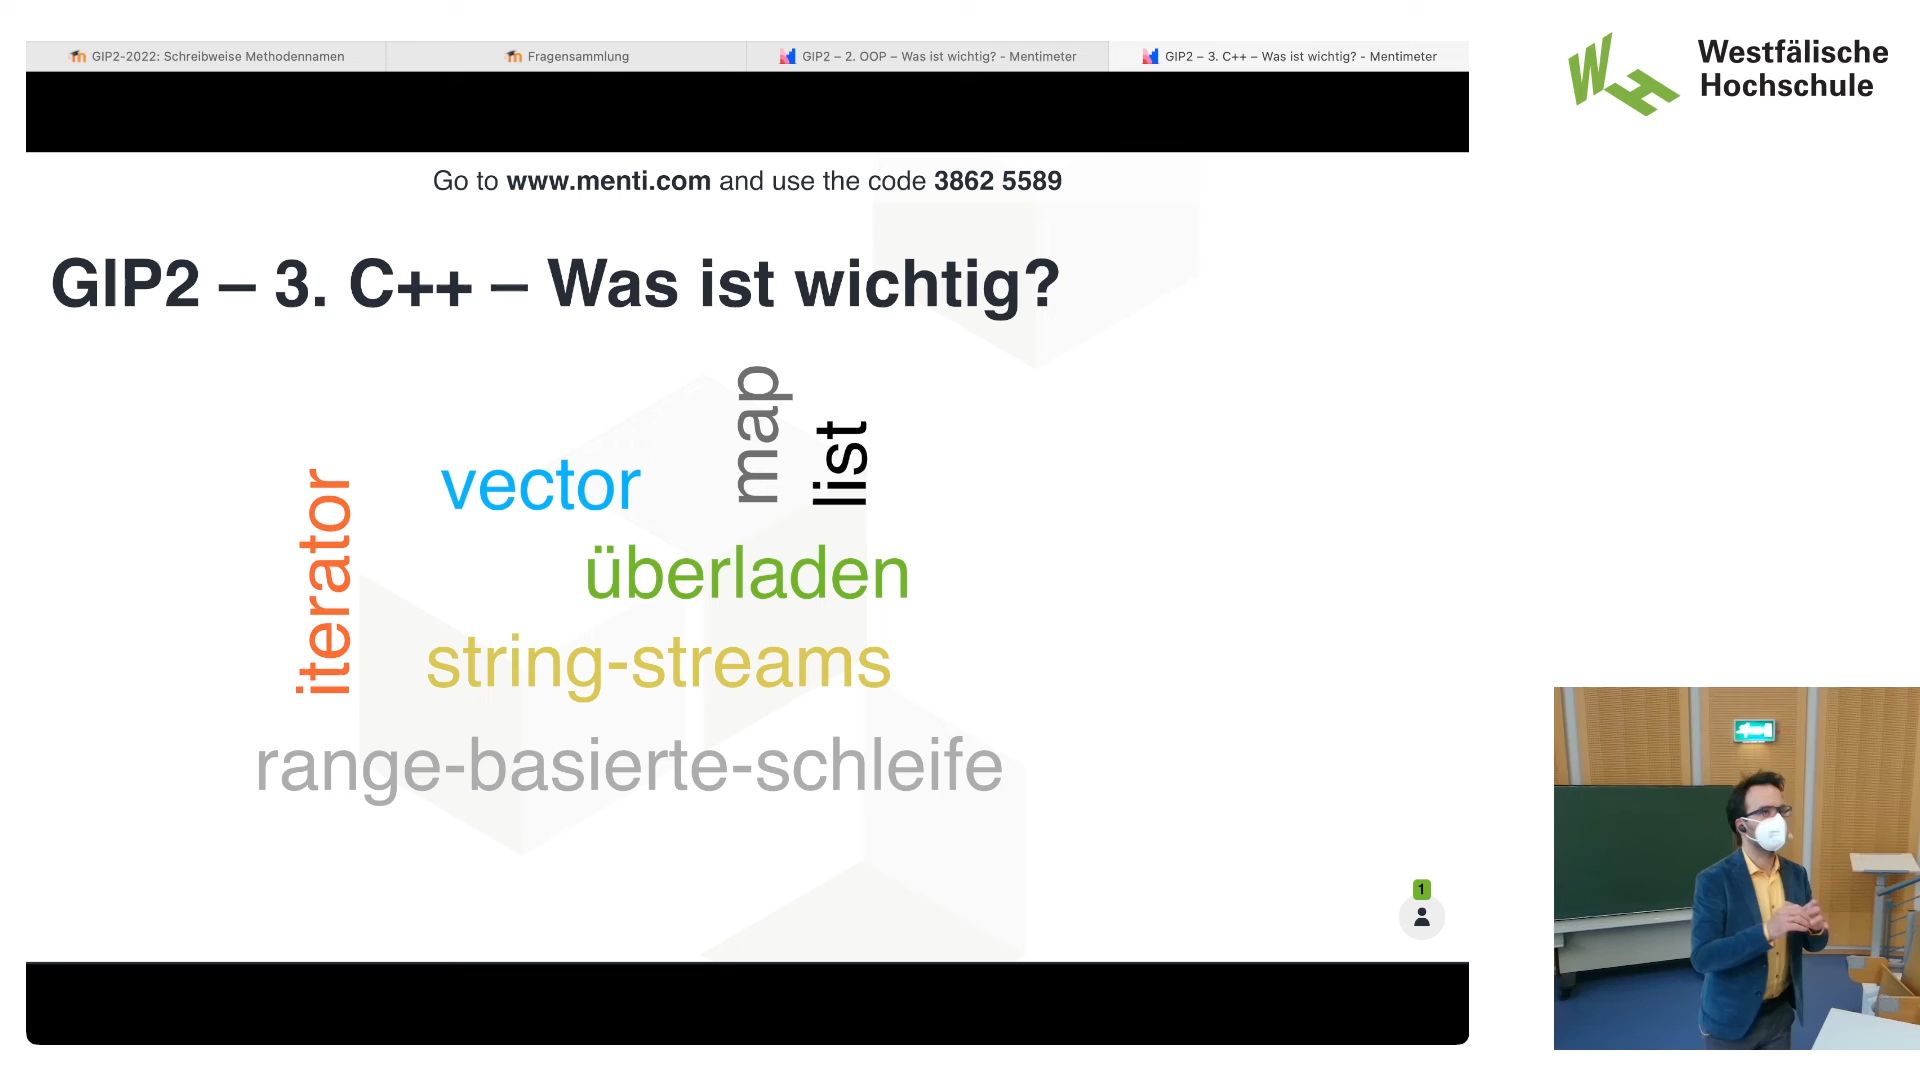 GIP2-2022: Schreibweise Methodennamen
Fragensammlung
GIP2 – 2. OOP – Was ist wichtig? - Mentimeter
GIP2 – 3. C++ – Was ist wichtig? - Mentimeter
Westfälische
Hochschule
Go to www.menti.com and use the code 3862 5589
GIP2 – 3. C++ – Was ist wichtig?
map
list
vector
iterator
überladen
string-streams
range-basierte-schleife
1